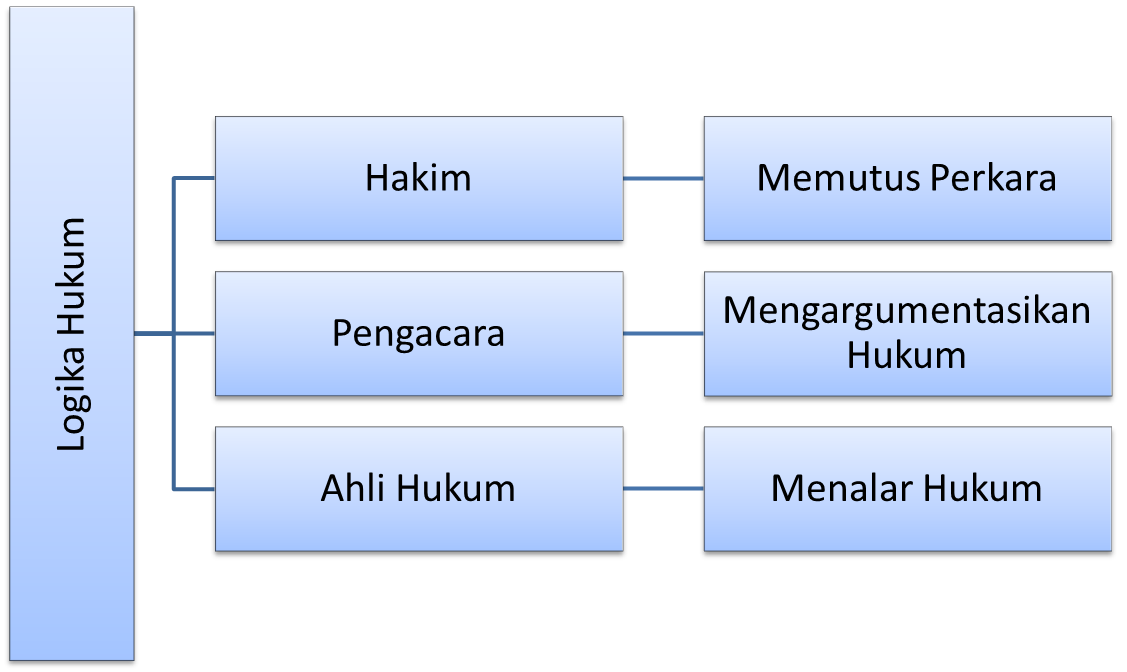 Logika Hukum
Hakim
Memutus Perkara
Pengacara
Mengargumentasikan
Hukum
Ahli Hukum
Menalar Hukum